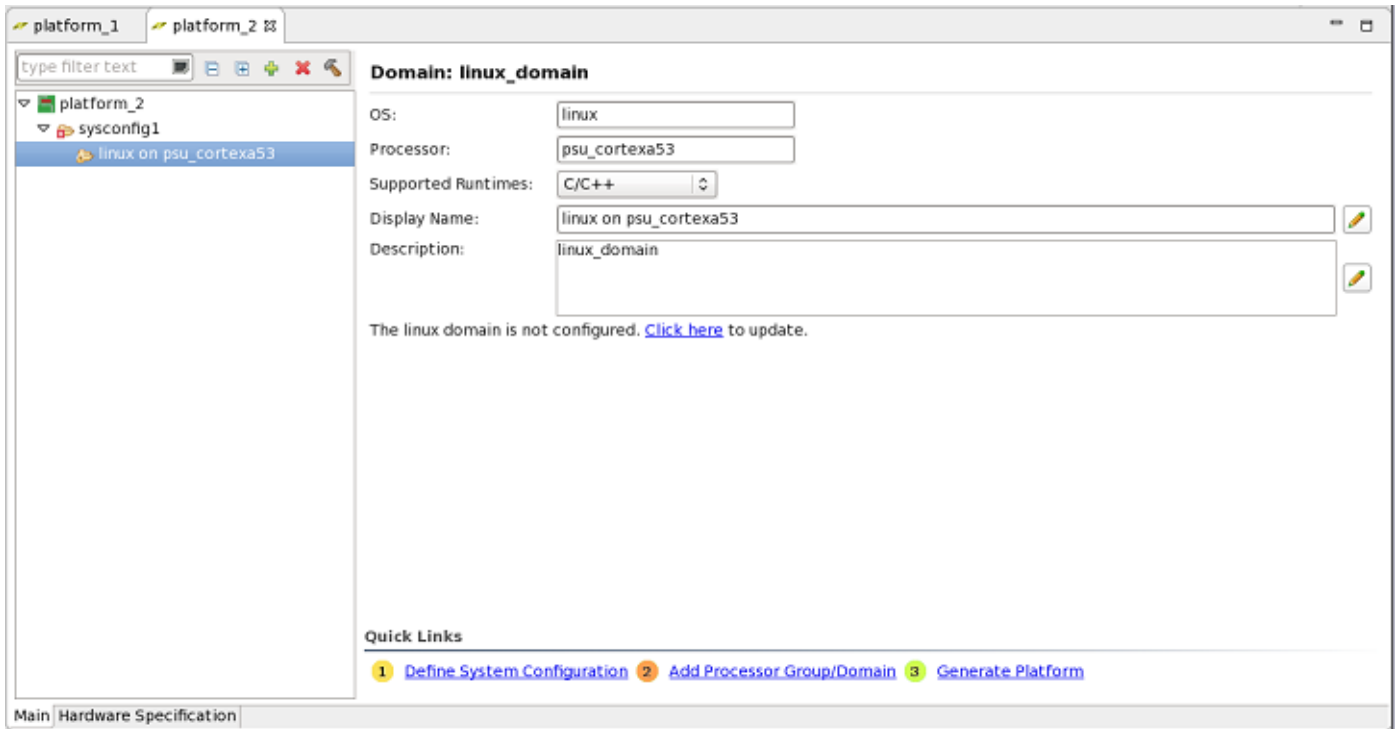 platform_1 platform_2
type filter text
platform_2
sysconfig1
linux on psu_cortexa53
Domain: linux_domain
OS: linux
Processor: psu_cortexa53
Supported Runtimes: C/C++
Display Name: linux on psu_cortexa53
Description: linux_domain
The linux domain is not configured. Click here to update.
Quick Links
1 Define System Configuration 2 Add Processor Group/Domain 3 Generate Platform
Main Hardware Specification